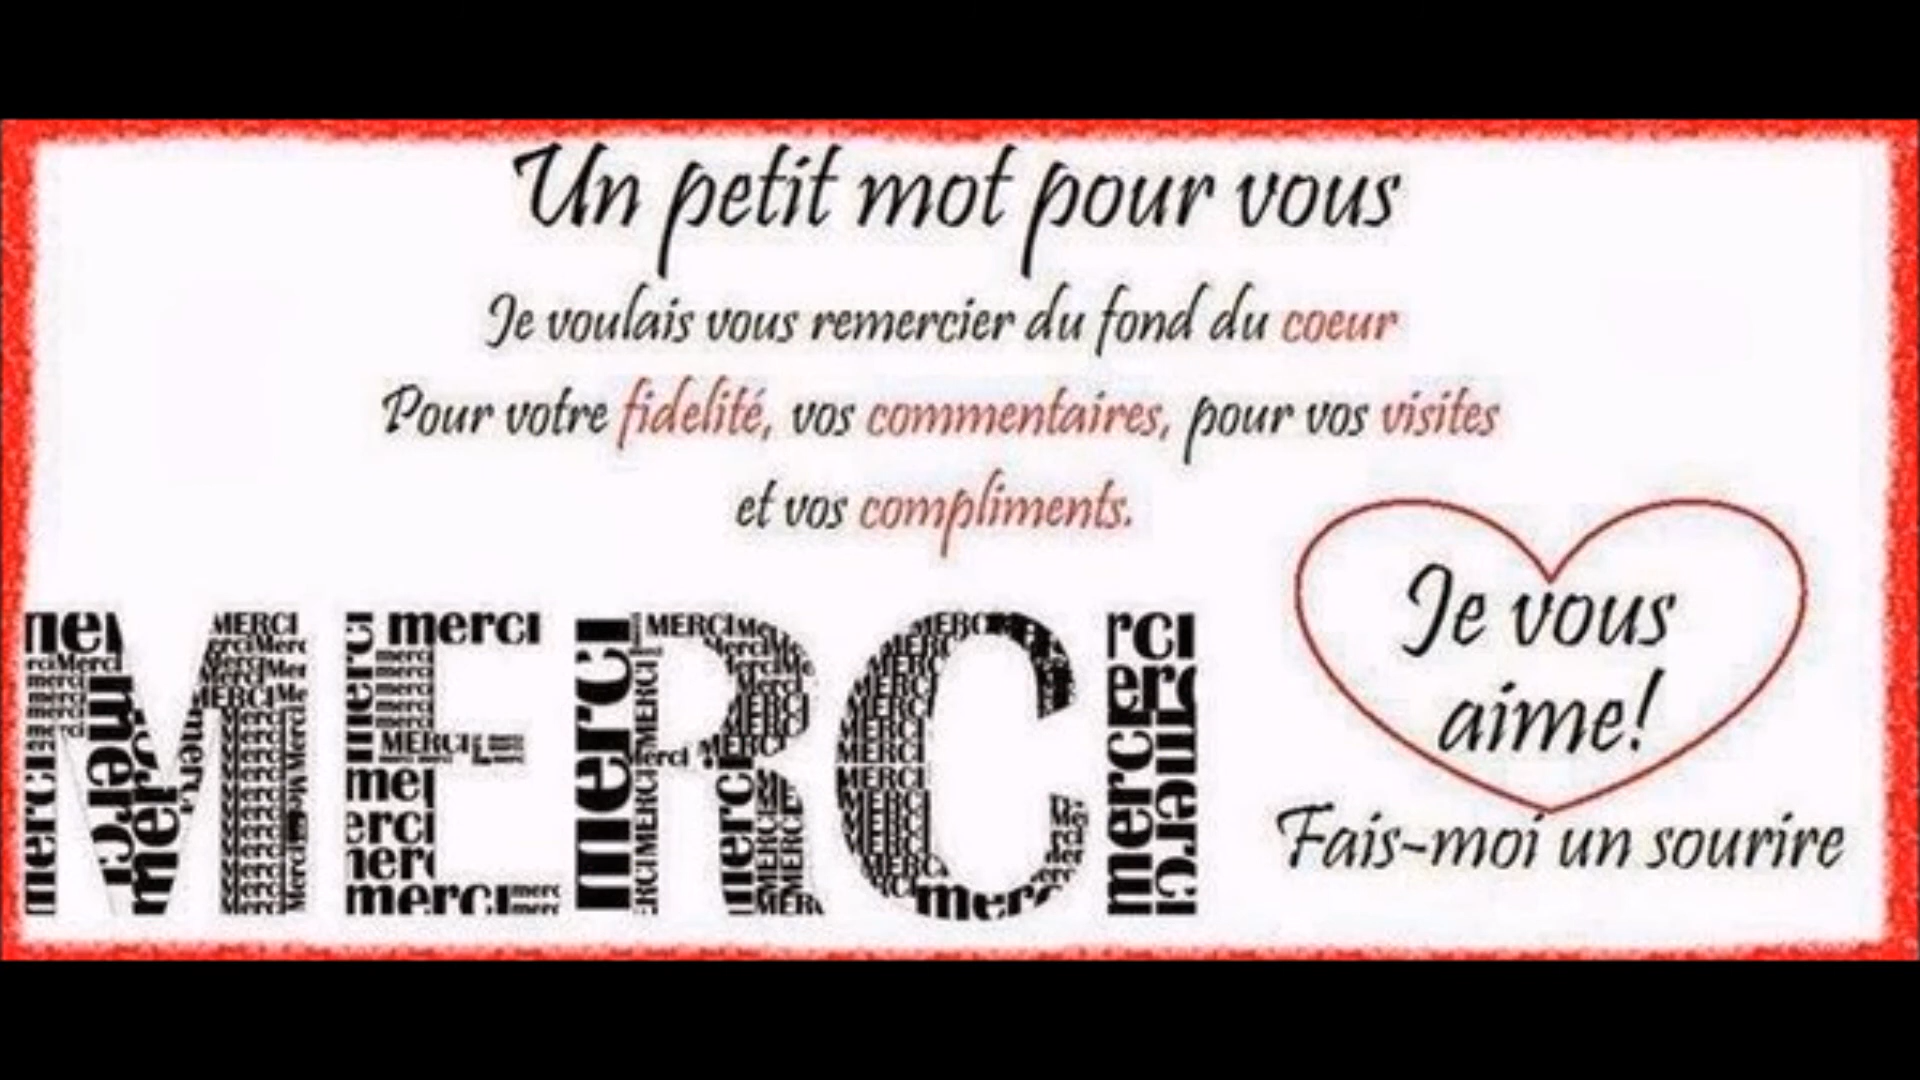 Un petit mot pour vous
Je voulais vous remercier du fond du coeur
Pour votre fidelité, vos commentaires, pour vos visites
et vos compliments.
MERCI
Je vous
aime!
Fais-moi un sourire